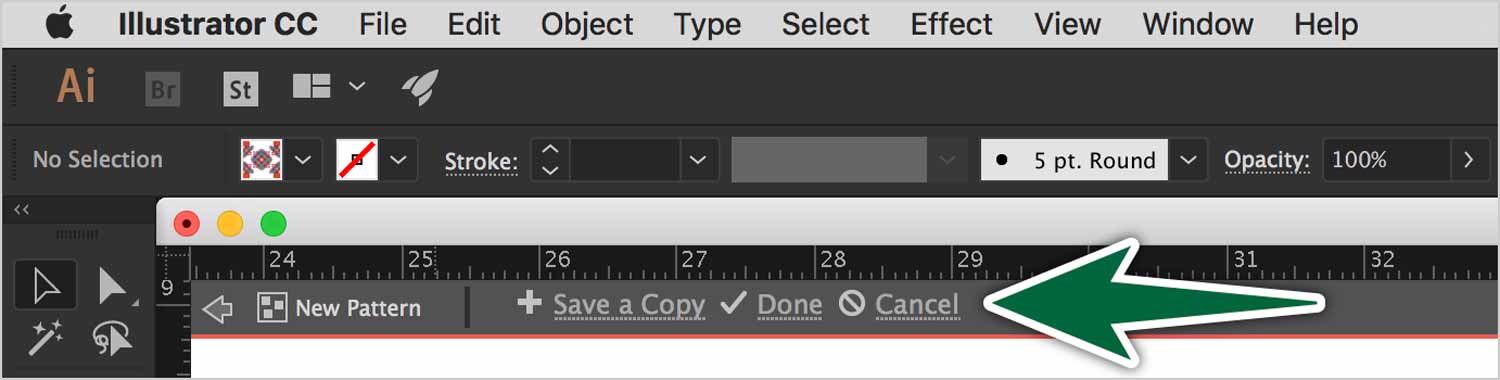 Illustrator CC File Edit Object Type Select Effect View Window Help
Ai Br St
No Selection Stroke: 5 pt. Round Opacity: 100%
<<
24 25 26 27 28 29 31 32
9
New Pattern + Save a Copy Done Cancel